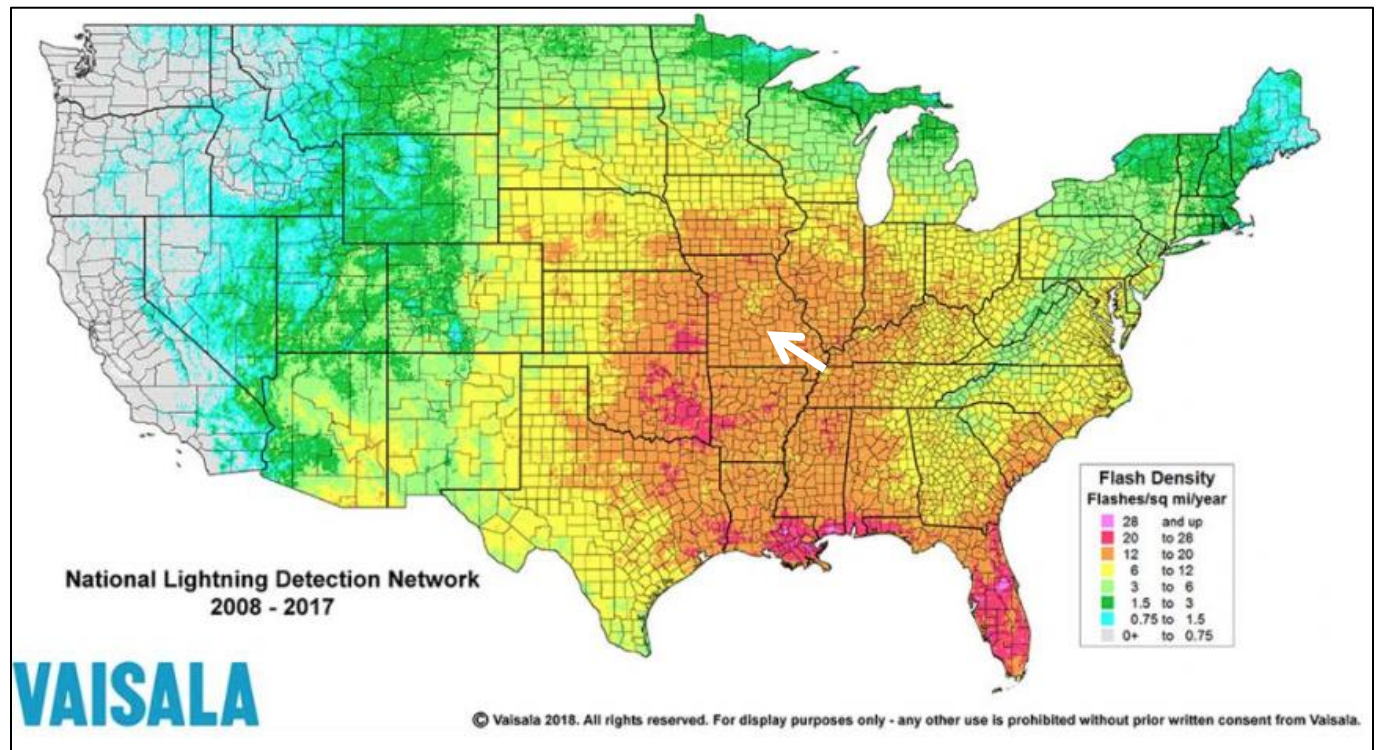 National Lightning Detection Network
2008 - 2017
Flash Density
Flashes/sq mi/year
28 and up
20 to 28
12 to 20
6 to 12
3 to 6
1.5 to 3
0.75 to 1.5
0+ to 0.75
VAISALA
© Vaisala 2018. All rights reserved. For display purposes only - any other use is prohibited without prior written consent from Vaisala.